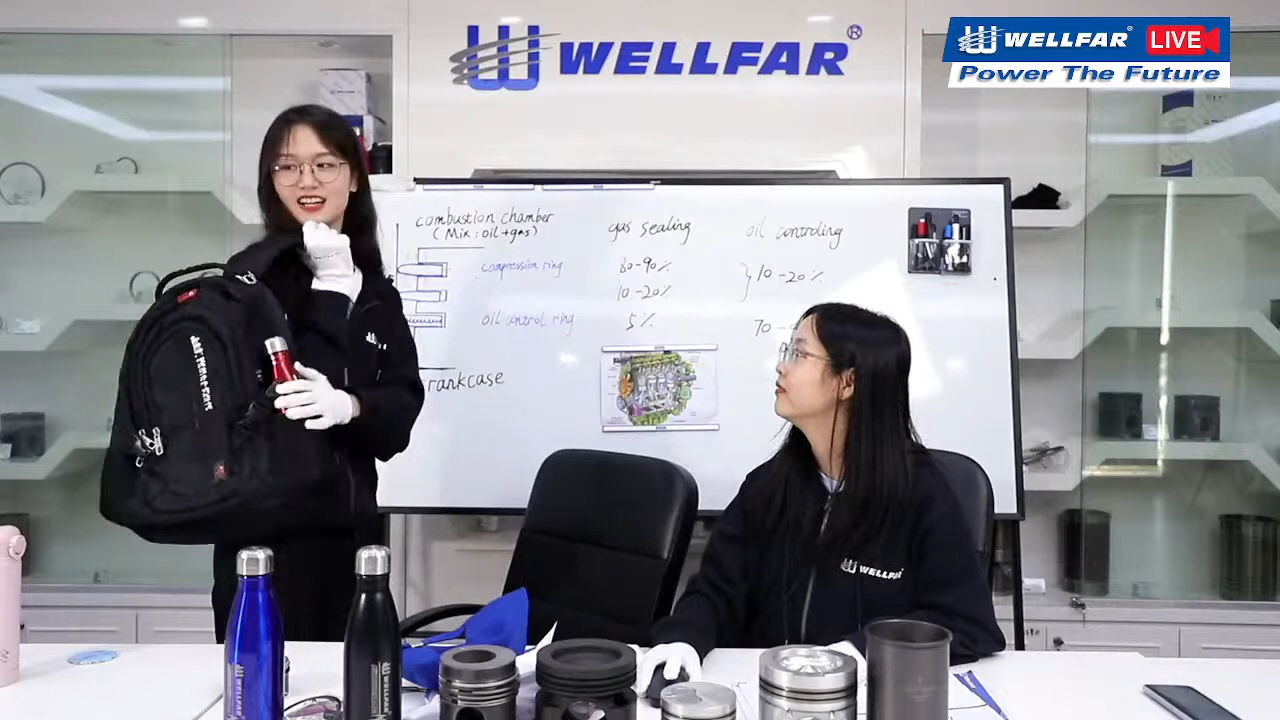 WELLFAR®
WELLFAR® LIVE
Power The Future
combustion chamber
(Mix: oil+gas)
gas sealing
oil controling
compression ring
80-90%
10-20%
10-20%
oil control ring
5%
70-
rankcase
WELLFAR
WELLFAR
WELLFAR